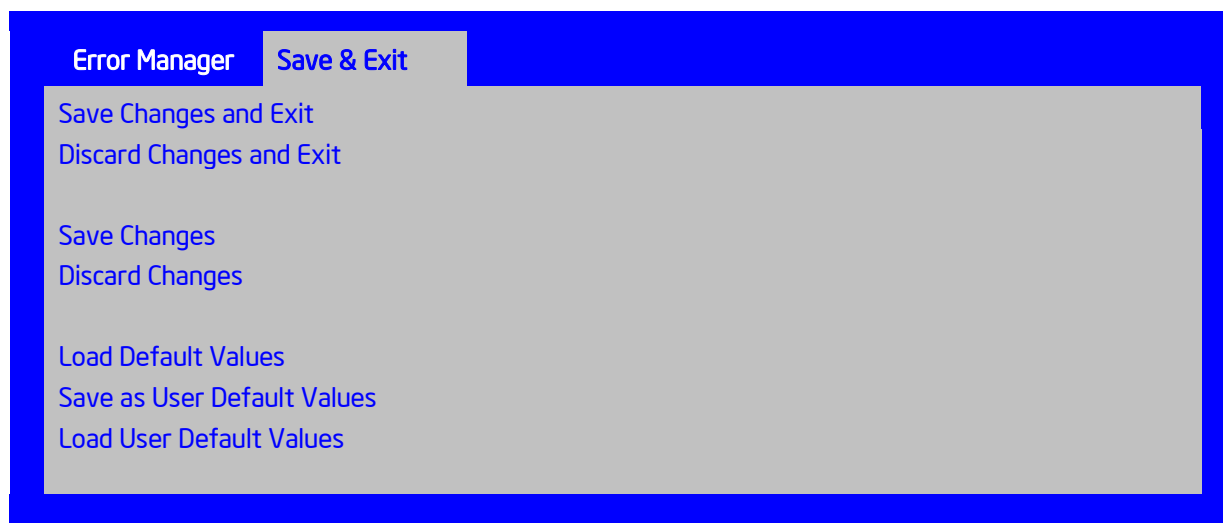 Error Manager Save & Exit
Save Changes and Exit
Discard Changes and Exit
Save Changes
Discard Changes
Load Default Values
Save as User Default Values
Load User Default Values